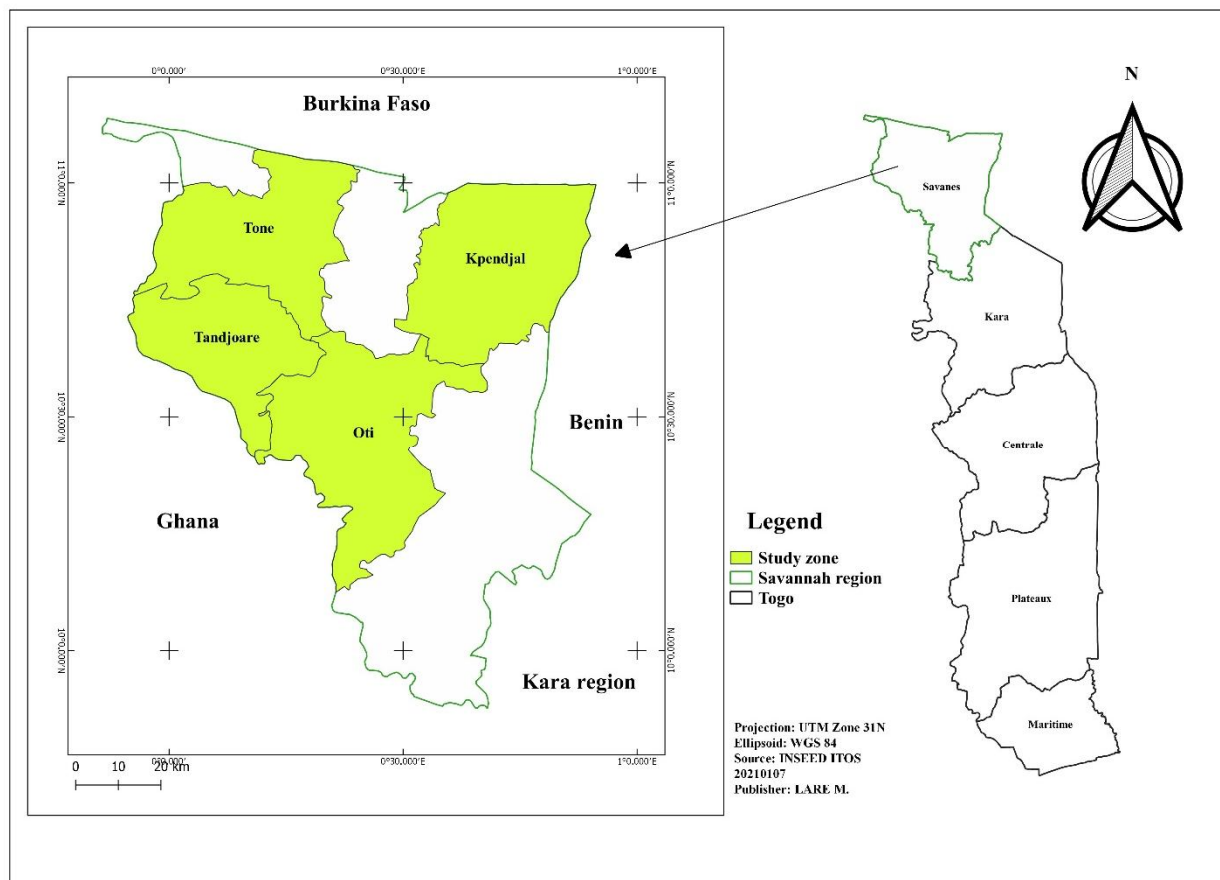 0°0.000'
0°30.000'E
1°0.000'E
Burkina Faso
11°0.000'N
11°0.000'N
Tone
Kpendjal
Tandjoare
10°30.000'N
10°30.000'N
Oti
Benin
Ghana
10°0.000'N
10°0.000'N
Kara region
0°0.000'
0°30.000'E
1°0.000'E
0 10 20 km
N
Savanes
Kara
Centrale
Plateaux
Maritime
Legend
Study zone
Savannah region
Togo
Projection: UTM Zone 31N
Ellipsoid: WGS 84
Source: INSEED ITOS
20210107
Publisher: LARE M.